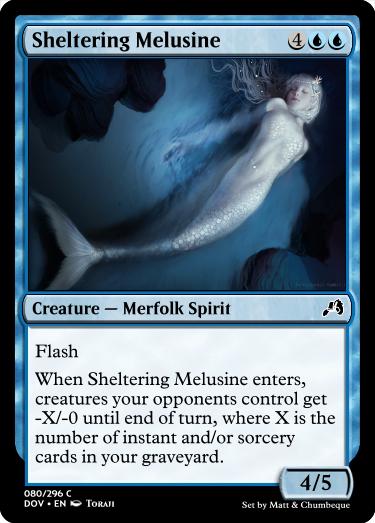 Sheltering Melusine 4
Creature — Merfolk Spirit
Flash
When Sheltering Melusine enters,
creatures your opponents control get
-X/-0 until end of turn, where X is the
number of instant and/or sorcery
cards in your graveyard.
4/5
080/296 C
DOV • EN Toraji
Set by Matt & Chumbeque